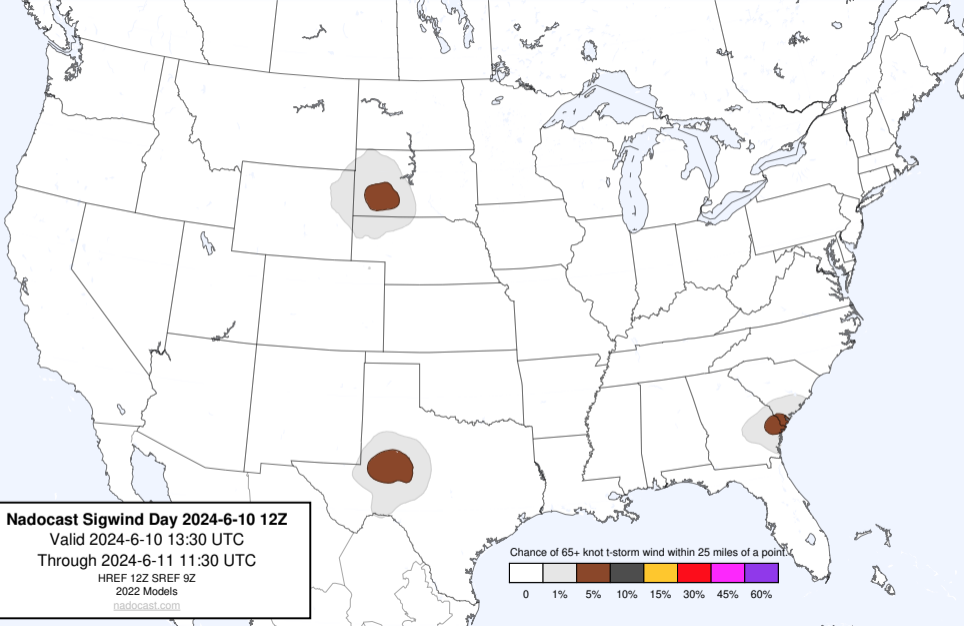 Nadocast Sigwind Day 2024-6-10 12Z
Valid 2024-6-10 13:30 UTC
Through 2024-6-11 11:30 UTC
HREF 12Z SREF 9Z
2022 Models
nadocast.com
Chance of 65+ knot t-storm wind within 25 miles of a point.
0 1% 5% 10% 15% 30% 45% 60%